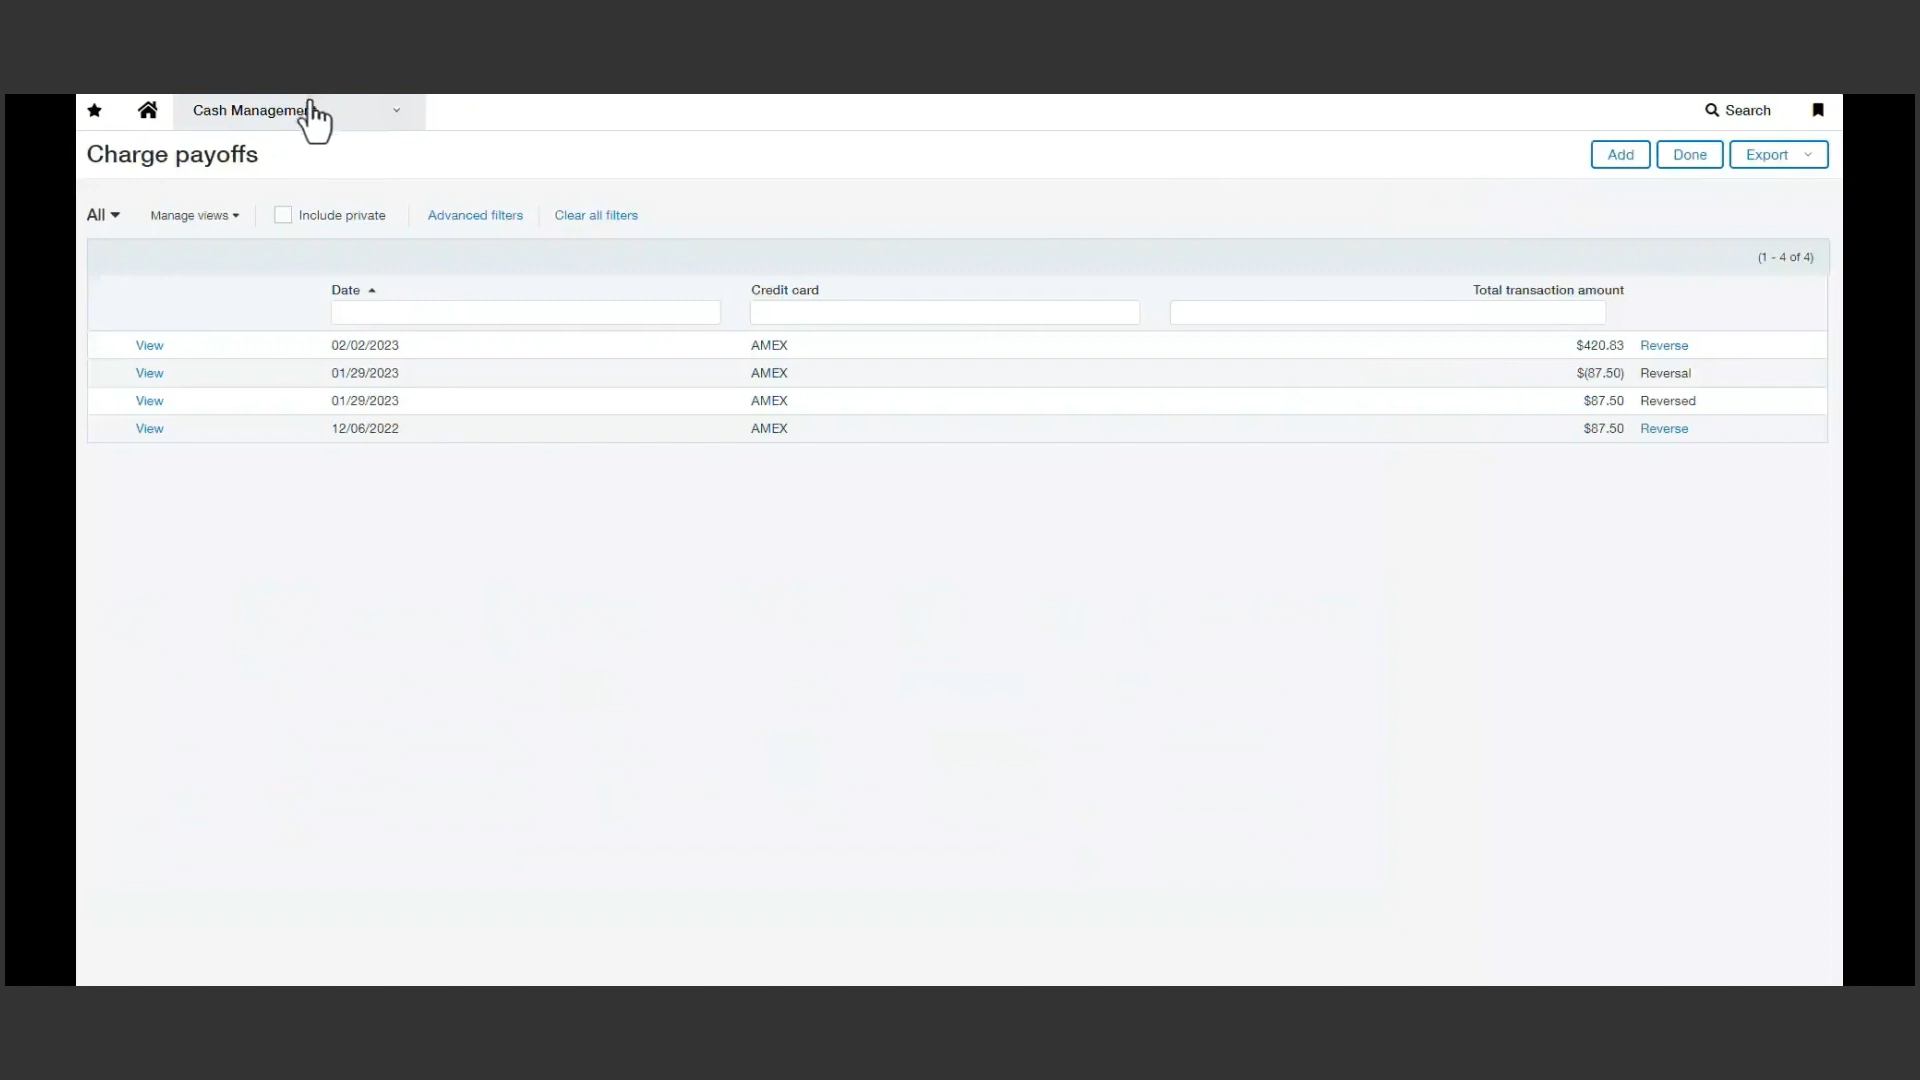 Cash Management
Search
Charge payoffs
Add Done Export
All Manage views Include private Advanced filters Clear all filters
(1 - 4 of 4)
Date Credit card Total transaction amount
View 02/02/2023 AMEX $420.83 Reverse
View 01/29/2023 AMEX $(87.50) Reversal
View 01/29/2023 AMEX $87.50 Reversed
View 12/06/2022 AMEX $87.50 Reverse